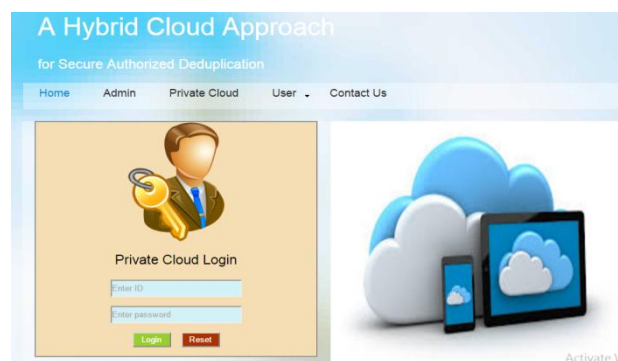 A Hybrid Cloud Approach
for Secure Authorized Deduplication
Home Admin Private Cloud User Contact Us
Private Cloud Login
Enter ID
Enter password
Login Reset
Activate